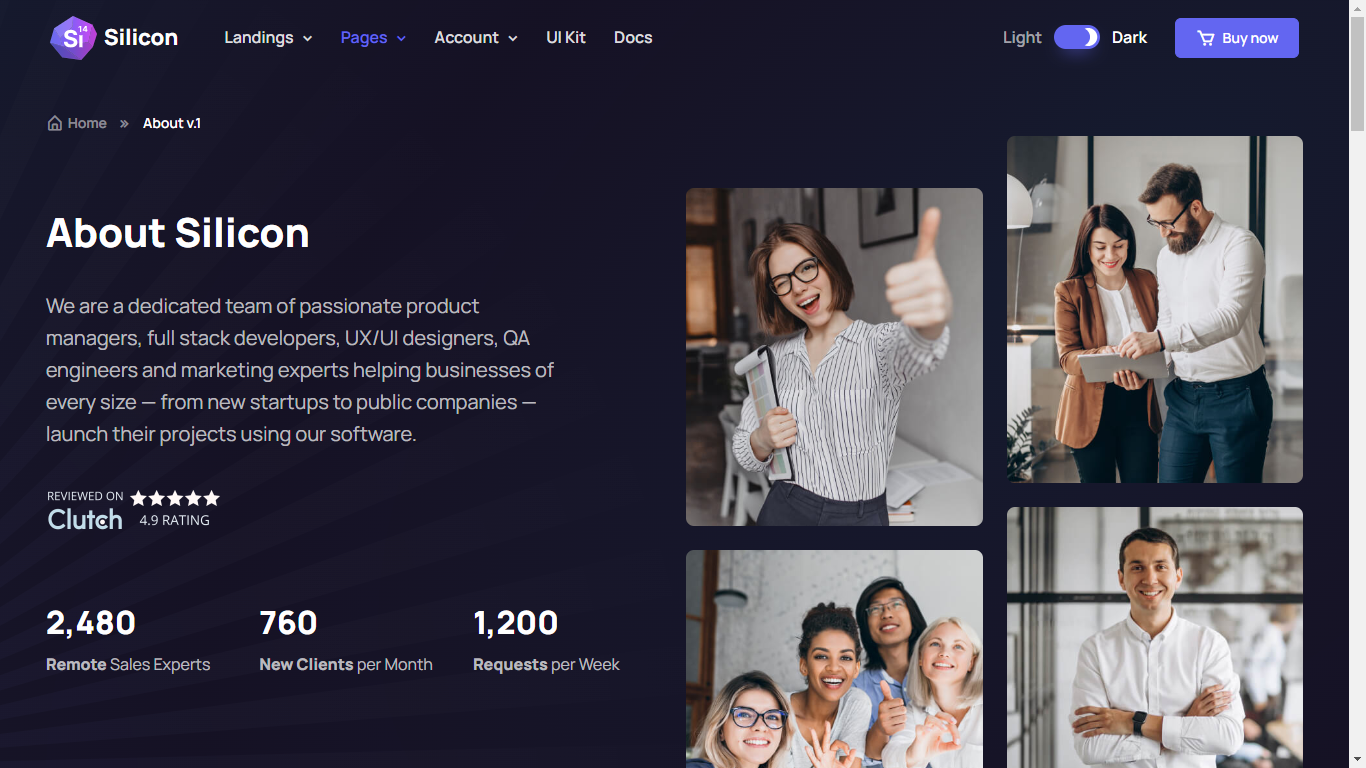 Si 14 Silicon
Landings Pages Account UI Kit Docs
Light Dark Buy now
Home » About v.1
About Silicon
We are a dedicated team of passionate product
managers, full stack developers, UX/UI designers, QA
engineers and marketing experts helping businesses of
every size — from new startups to public companies —
launch their projects using our software.
REVIEWED ON
Clutch 4.9 RATING
2,480
Remote Sales Experts
760
New Clients per Month
1,200
Requests per Week